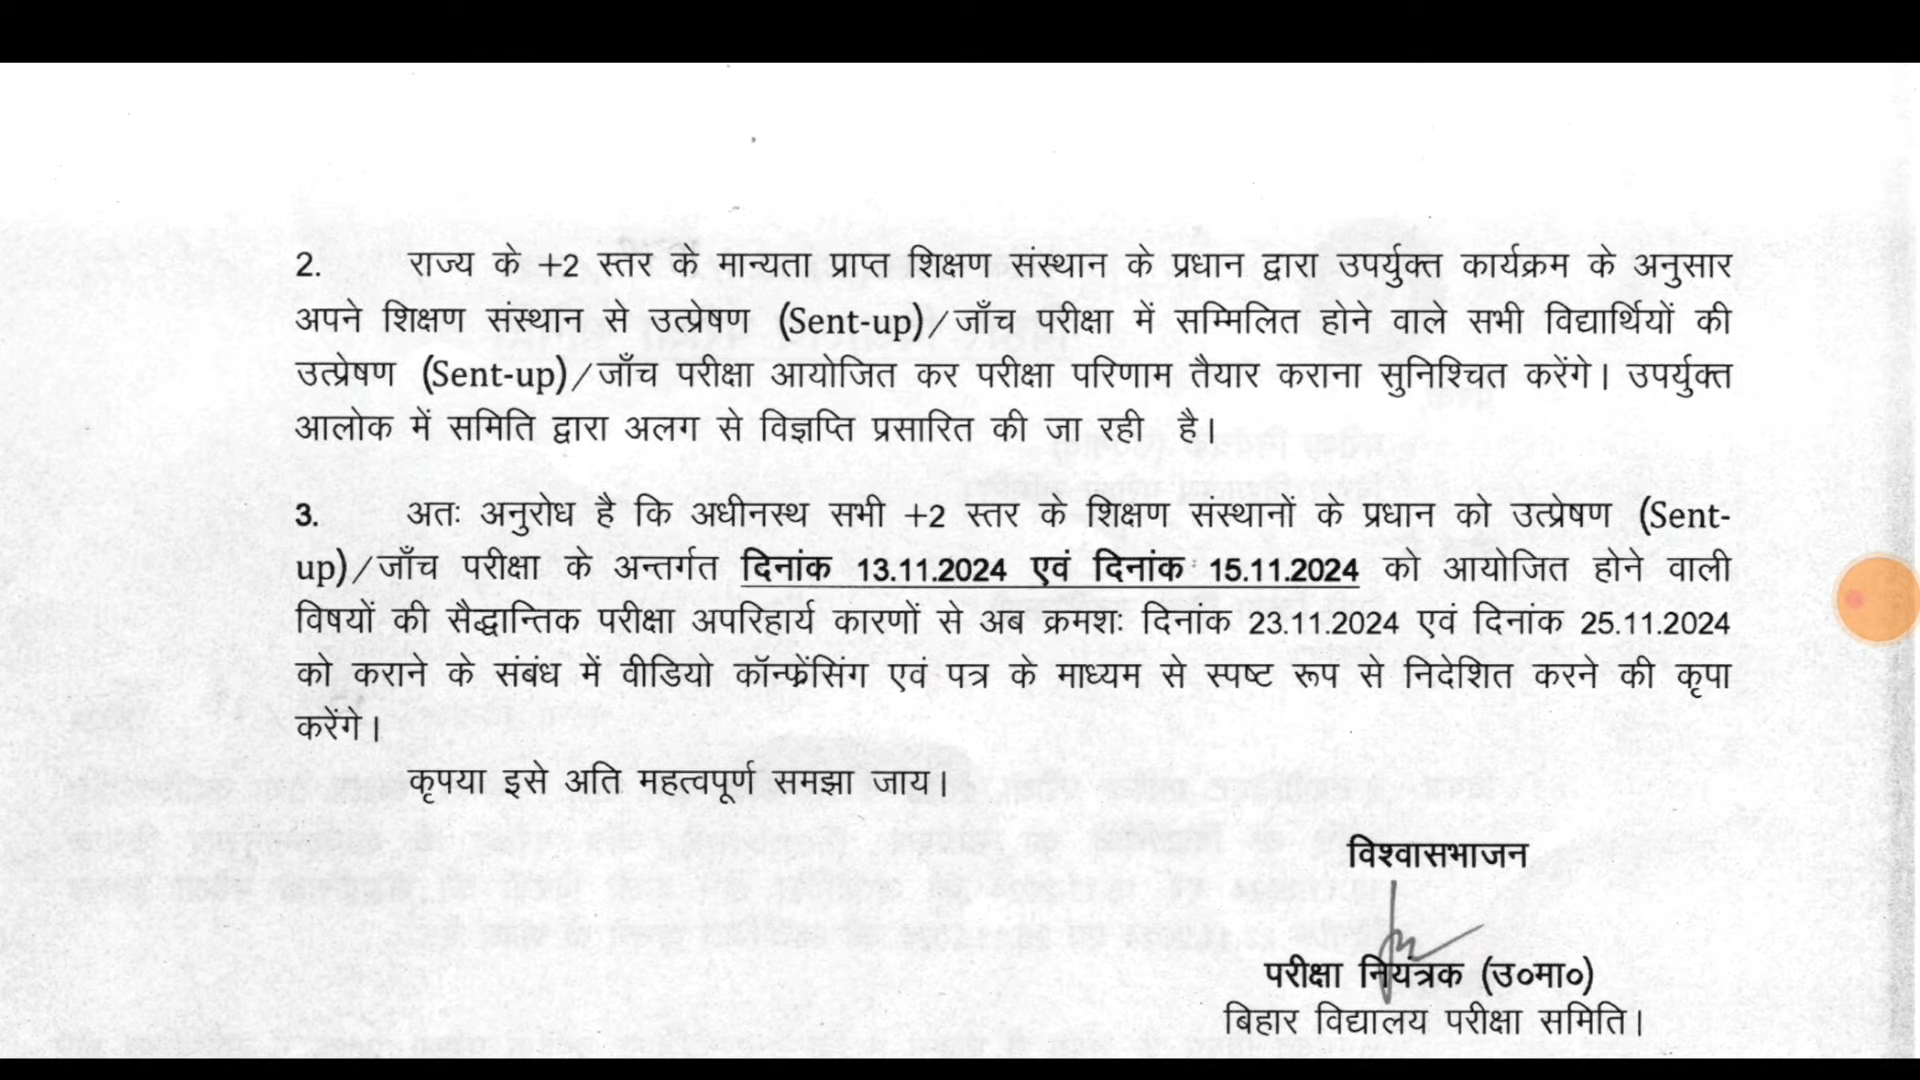 2. राज्य के +2 स्तर के मान्यता प्राप्त शिक्षण संस्थान के प्रधान द्वारा उपर्युक्त कार्यक्रम के अनुसार
अपने शिक्षण संस्थान से उत्प्रेषण (Sent-up)/जाँच परीक्षा में सम्मिलित होने वाले सभी विद्यार्थियों की
उत्प्रेषण (Sent-up)/जाँच परीक्षा आयोजित कर परीक्षा परिणाम तैयार कराना सुनिश्चित करेंगे। उपर्युक्त
आलोक में समिति द्वारा अलग से विज्ञप्ति प्रसारित की जा रही है।
3. अतः अनुरोध है कि अधीनस्थ सभी +2 स्तर के शिक्षण संस्थानों के प्रधान को उत्प्रेषण (Sent-
up)/जाँच परीक्षा के अन्तर्गत दिनांक 13.11.2024 एवं दिनांक 15.11.2024 को आयोजित होने वाली
विषयों की सैद्धान्तिक परीक्षा अपरिहार्य कारणों से अब क्रमशः दिनांक 23.11.2024 एवं दिनांक 25.11.2024
को कराने के संबंध में वीडियो कॉन्फ्रेंसिंग एवं पत्र के माध्यम से स्पष्ट रूप से निदेशित करने की कृपा
करेंगे।
कृपया इसे अति महत्वपूर्ण समझा जाय।
विश्वासभाजन
परीक्षा नियंत्रक (उ०मा०)
बिहार विद्यालय परीक्षा समिति।